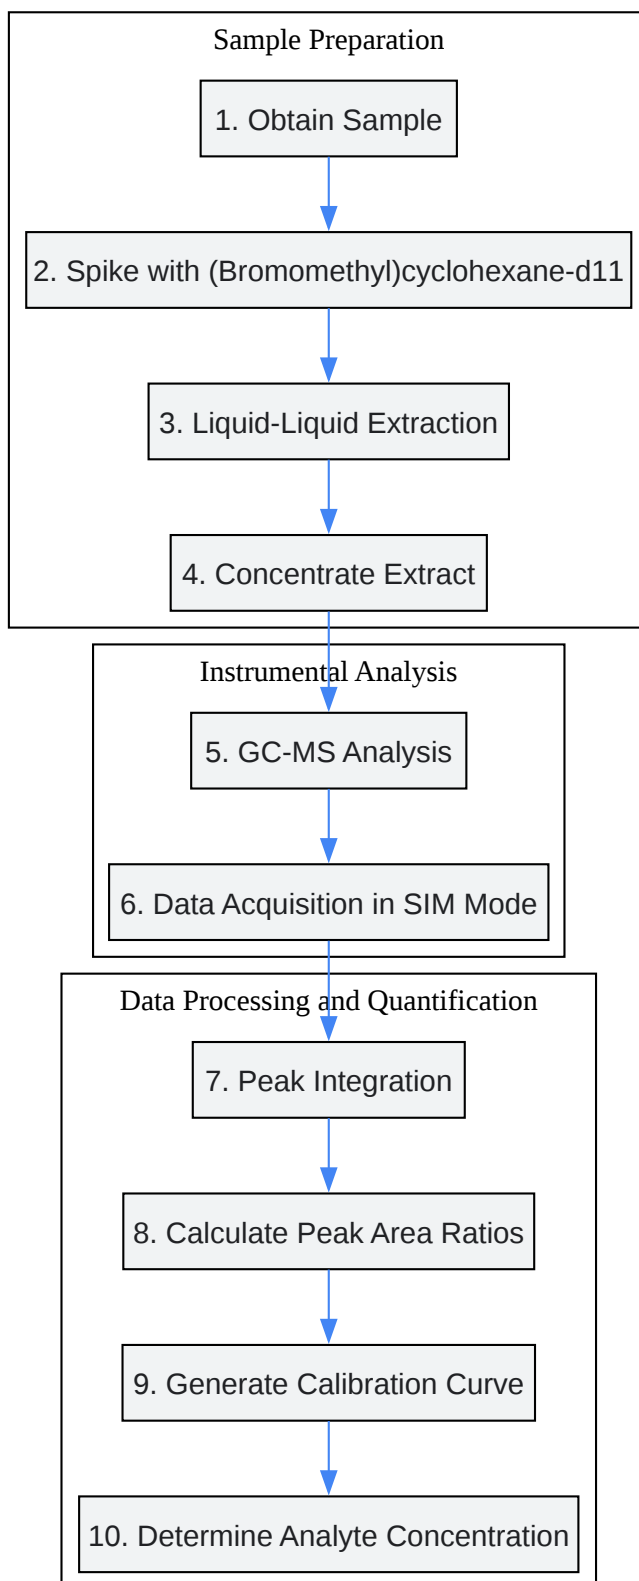 Sample Preparation
1. Obtain Sample
2. Spike with (Bromomethyl)cyclohexane-d11
3. Liquid-Liquid Extraction
4. Concentrate Extract
Instrumental Analysis
5. GC-MS Analysis
6. Data Acquisition in SIM Mode
Data Processing and Quantification
7. Peak Integration
8. Calculate Peak Area Ratios
9. Generate Calibration Curve
10. Determine Analyte Concentration